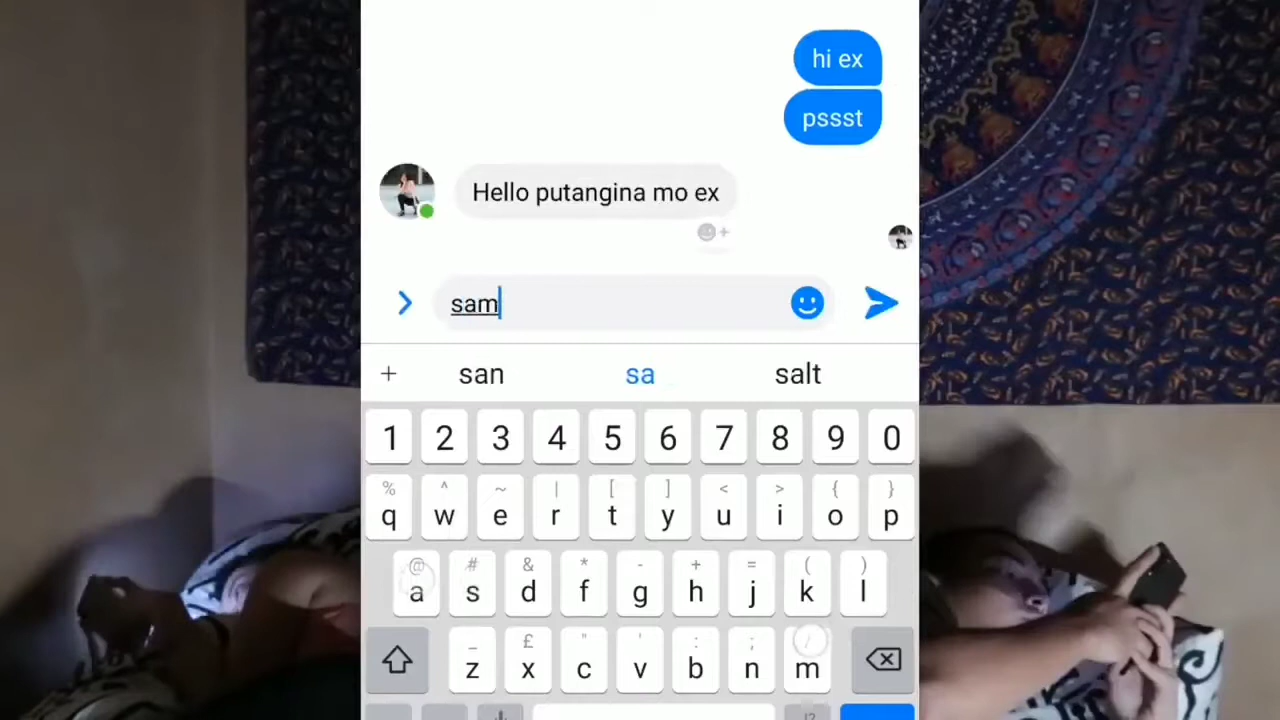 hi ex
pssst
Hello putangina mo ex
sam
san sa salt
1 2 3 4 5 6 7 8 9 0
% ^ ~ | [ ] < > { }
q w e r t y u i o p
@ # & * - + = ( )
a s d f g h j k l
_ £ " ' : ; /
z x c v b n m
!?